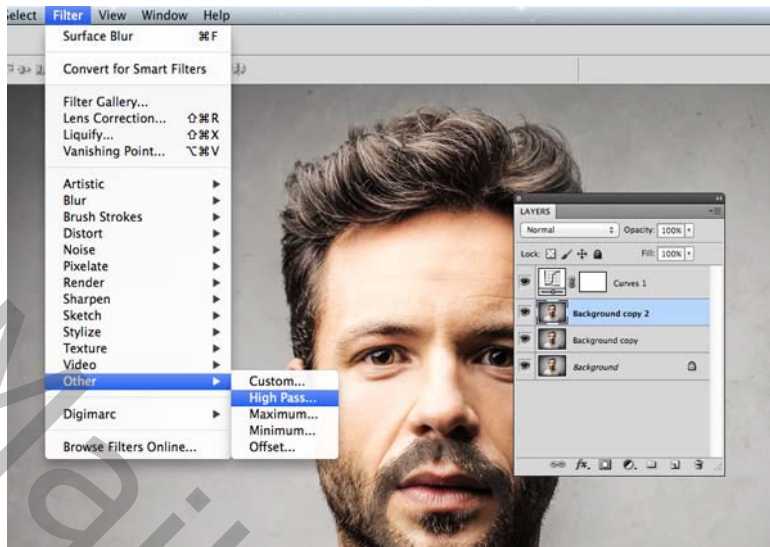 Select Filter View Window Help
Surface Blur ⌘F
Convert for Smart Filters
Filter Gallery...
Lens Correction... ⇧⌘R
Liquify... ⇧⌘X
Vanishing Point... ⌥⌘V
Artistic
Blur
Brush Strokes
Distort
Noise
Pixelate
Render
Sharpen
Sketch
Stylize
Texture
Video
Other
Digimarc
Browse Filters Online...
Custom...
High Pass...
Maximum...
Minimum...
Offset...
LAYERS
Normal Opacity: 100%
Lock: Fill: 100%
Curves 1
Background copy 2
Background copy
Background
fx.